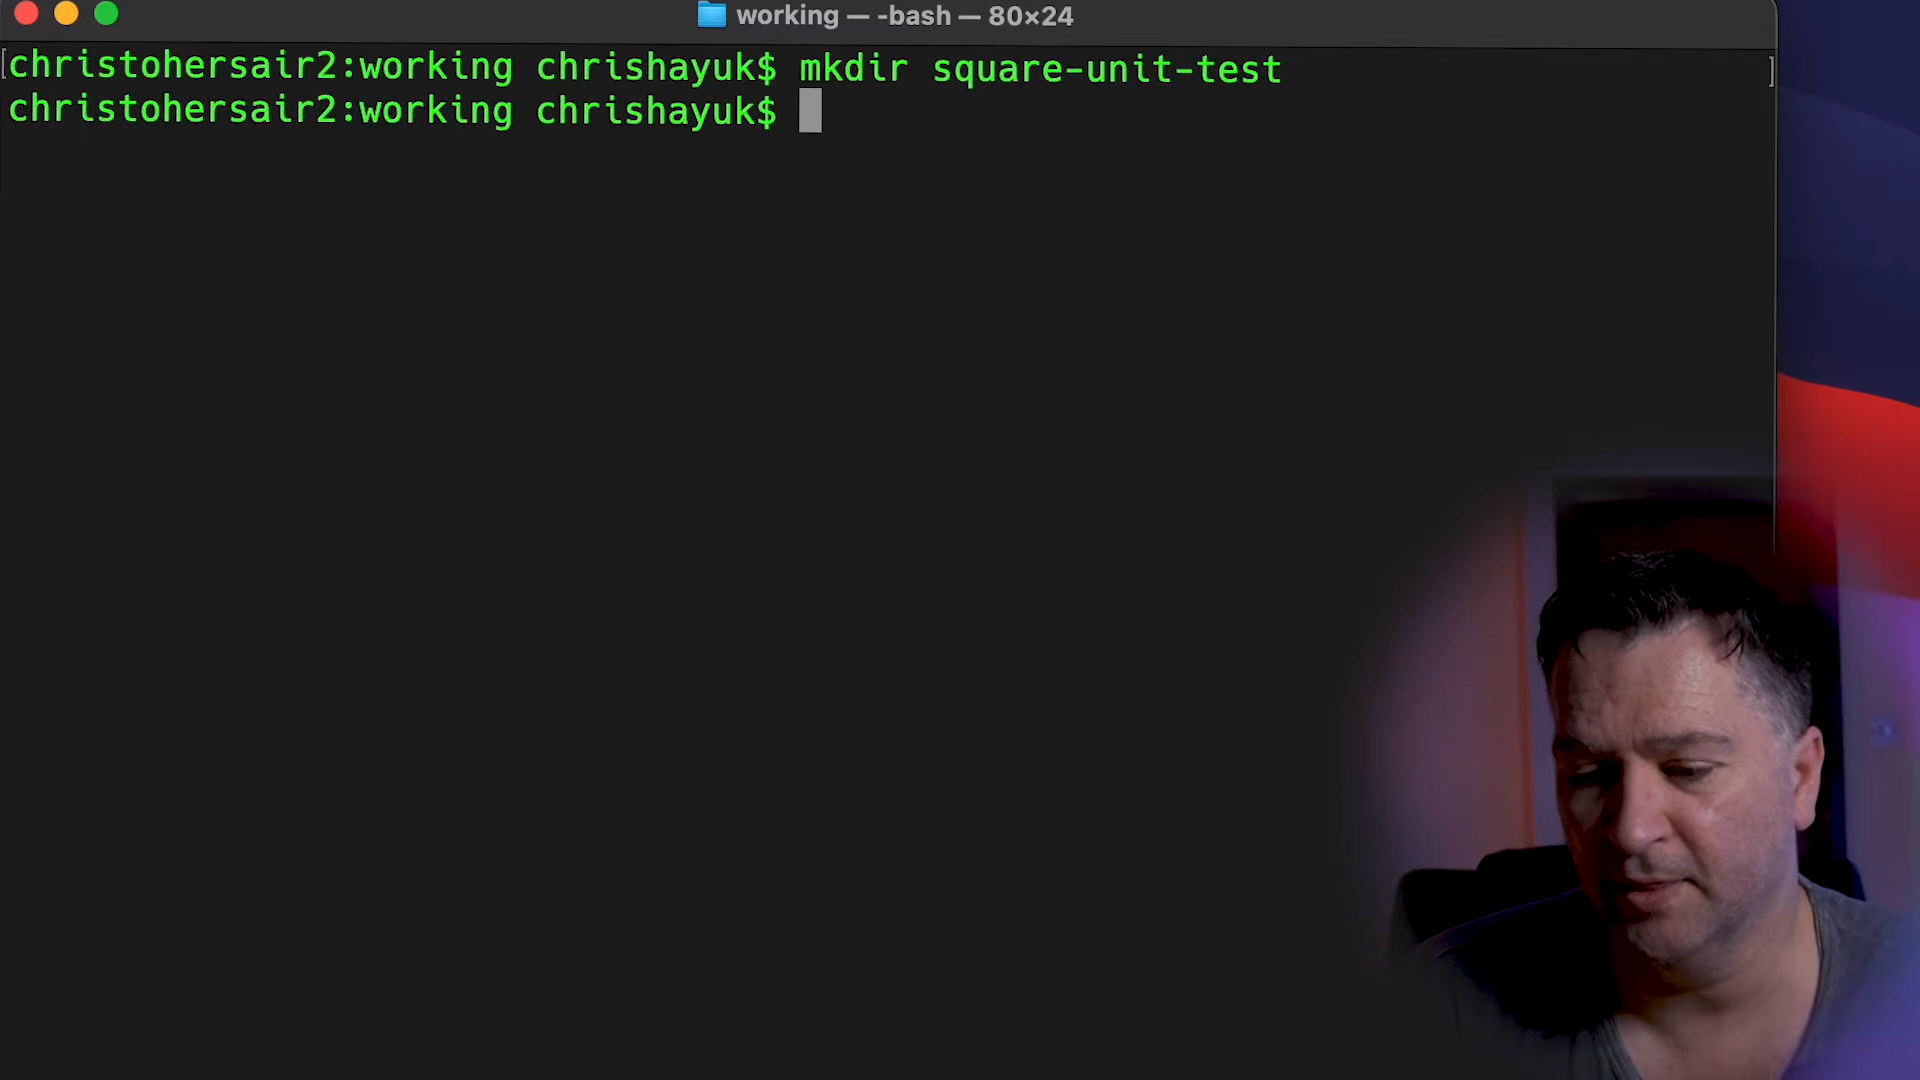 working — -bash — 80×24
christohersair2:working chrishayuk$ mkdir square-unit-test
christohersair2:working chrishayuk$